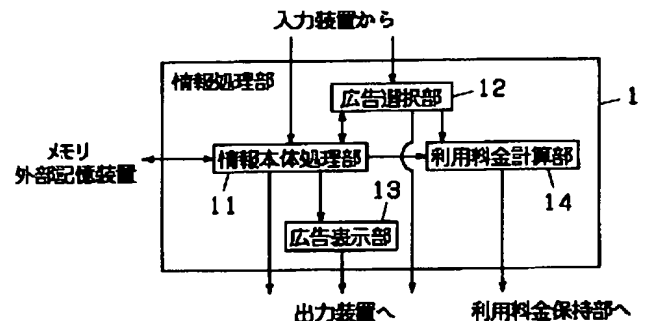 入力装置から
情報処理部
広告選択部
12
1
メモリ
外部記憶装置
情報本体処理部
利用料金計算部
11
13
14
広告表示部
出力装置へ
利用料金保持部へ